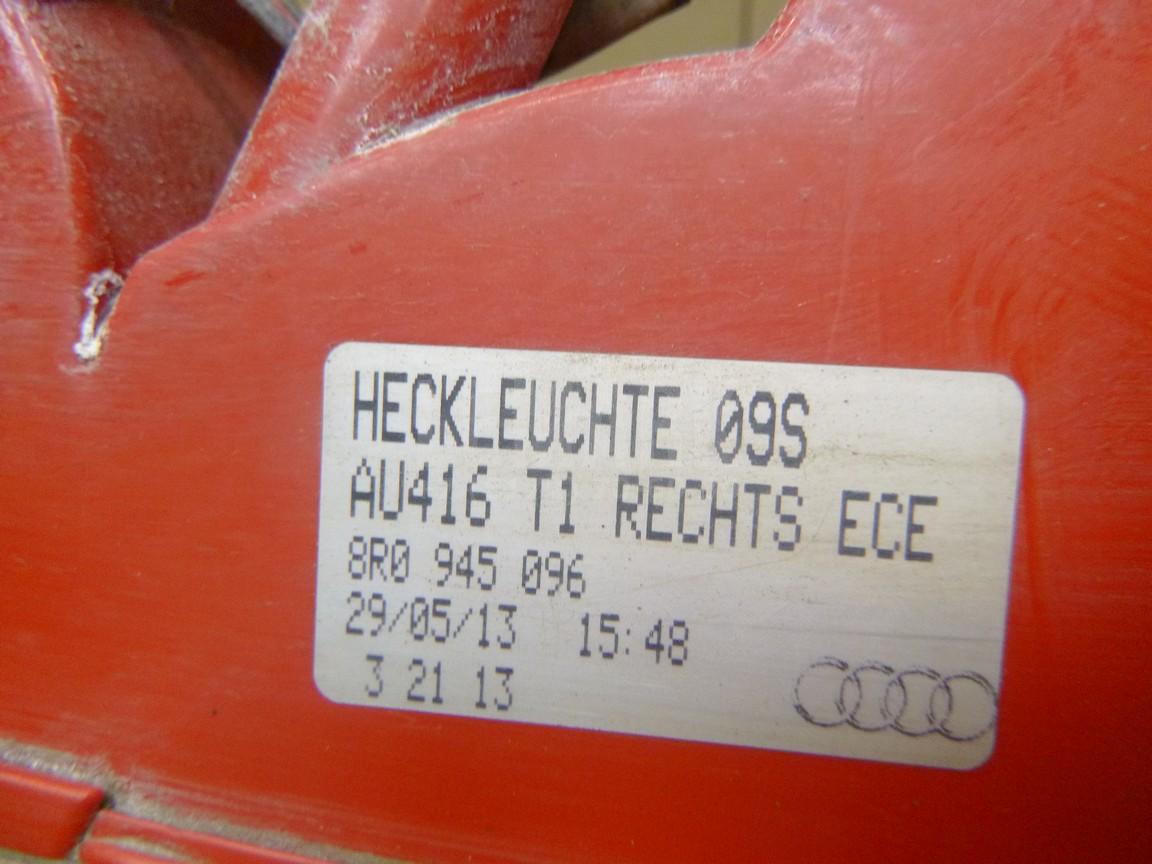 HECKLEUCHTE 09S
AU416 T1 RECHTS ECE
8R0 945 096
29/05/13 15:48
3 21 13